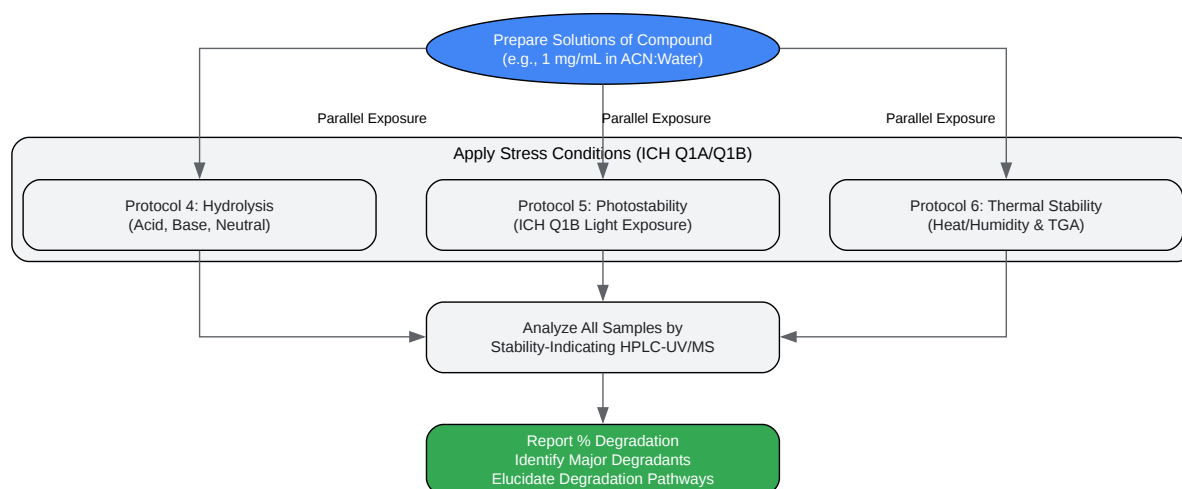 Prepare Solutions of Compound
(e.g., 1 mg/mL in ACN:Water)
Parallel Exposure
Parallel Exposure
Parallel Exposure
Apply Stress Conditions (ICH Q1A/Q1B)
Protocol 4: Hydrolysis
(Acid, Base, Neutral)
Protocol 5: Photostability
(ICH Q1B Light Exposure)
Protocol 6: Thermal Stability
(Heat/Humidity & TGA)
Analyze All Samples by
Stability-Indicating HPLC-UV/MS
Report % Degradation
Identify Major Degradants
Elucidate Degradation Pathways